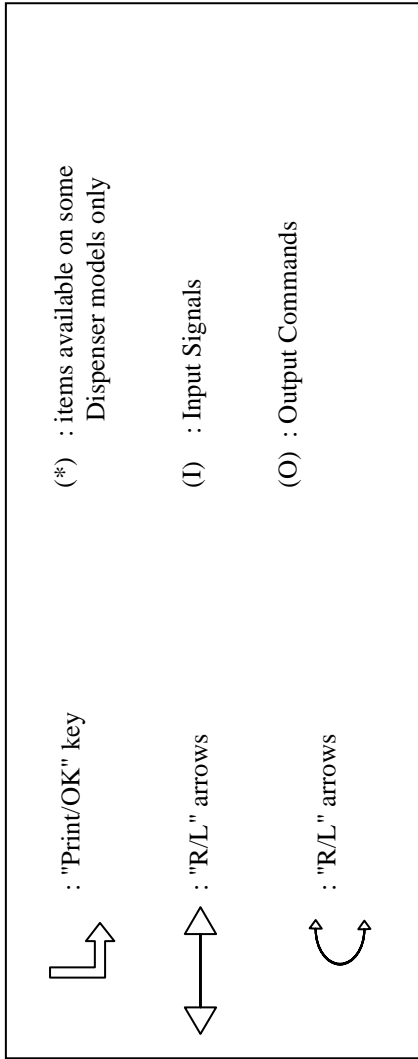 : "Print/OK" key
: "R/L" arrows
: "R/L" arrows
(*) : items available on some
Dispenser models only
(I) : Input Signals
(O) : Output Commands